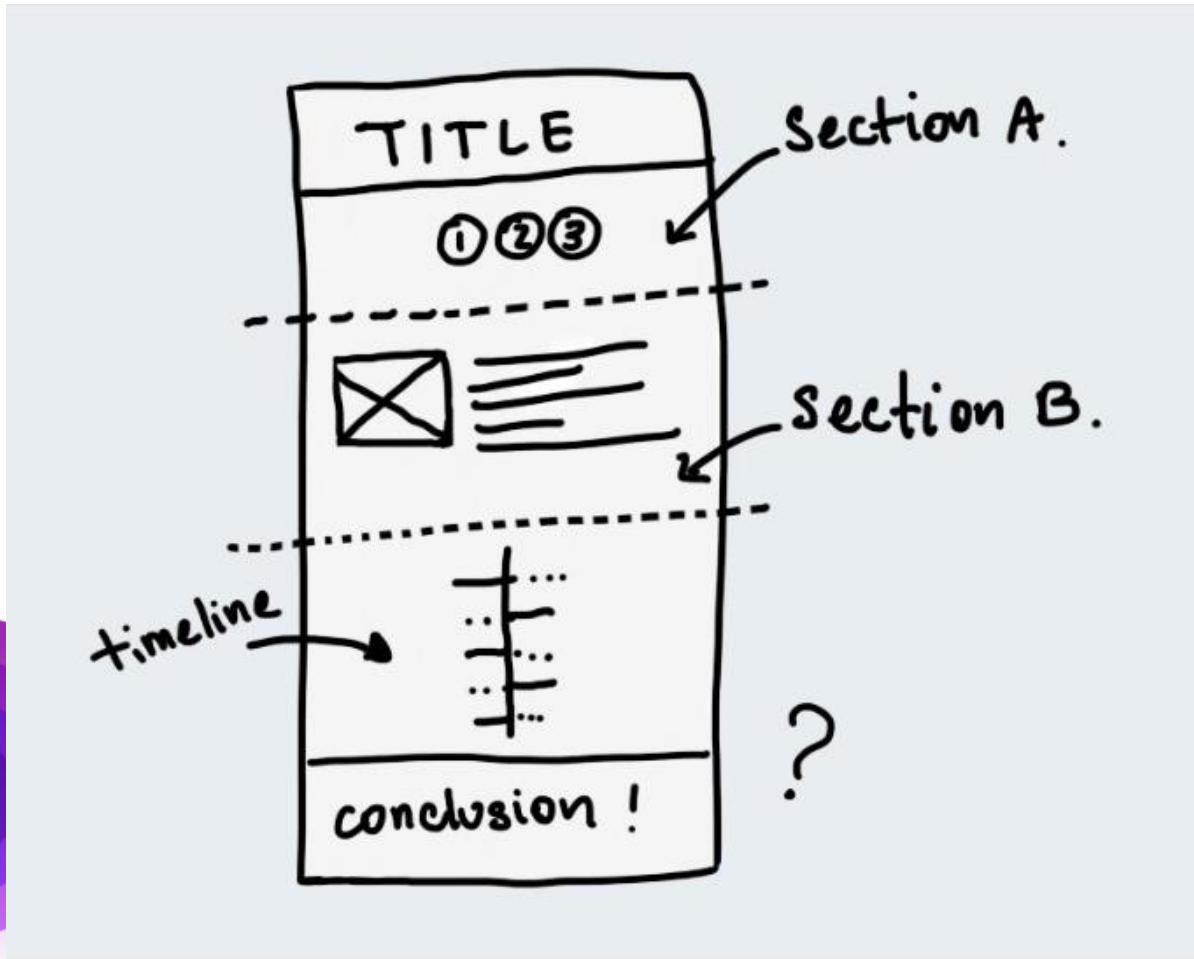 TITLE
Section A.
1 2 3
Section B.
timeline
?
conclusion !